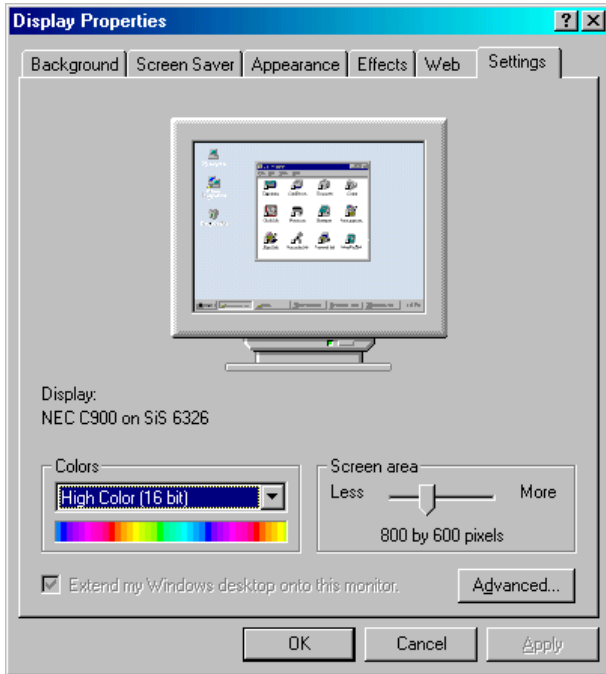 Display Properties
Background Screen Saver Appearance Effects Web Settings
Display:
NEC C900 on SiS 6326
Colors
High Color (16 bit)
Screen area
Less More
800 by 600 pixels
Extend my Windows desktop onto this monitor.
Advanced...
OK Cancel Apply